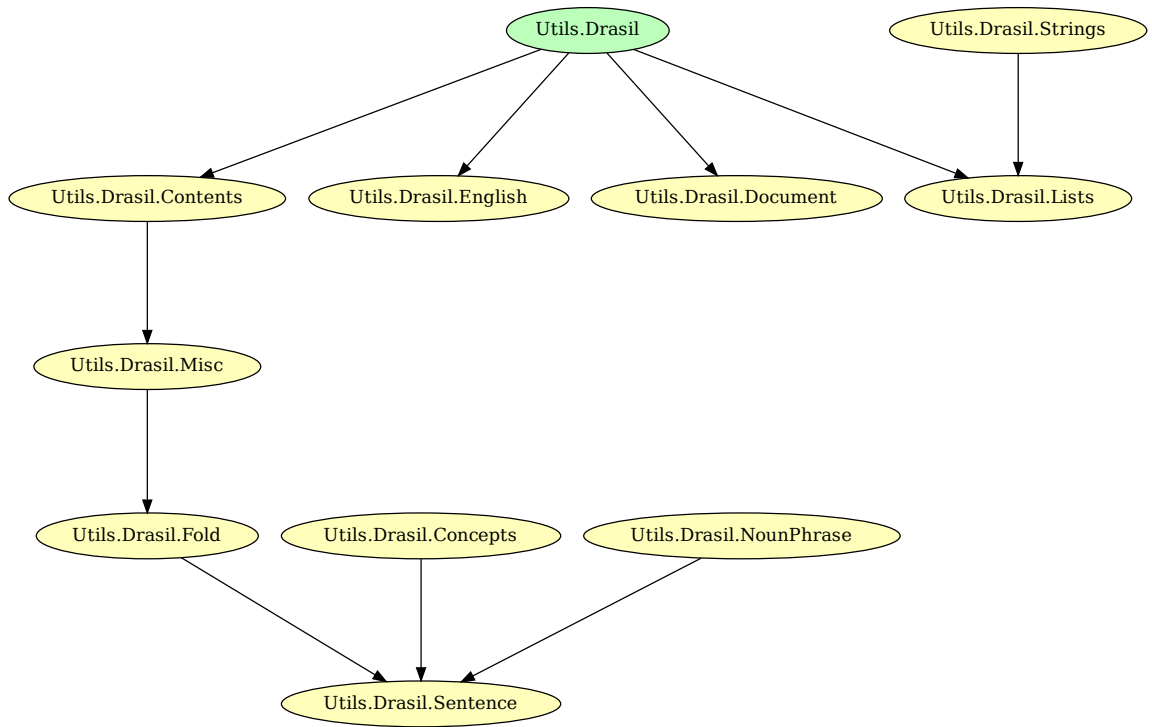 Utils.Drasil
Utils.Drasil.Strings
Utils.Drasil.Contents
Utils.Drasil.English
Utils.Drasil.Document
Utils.Drasil.Lists
Utils.Drasil.Misc
Utils.Drasil.Fold
Utils.Drasil.Concepts
Utils.Drasil.NounPhrase
Utils.Drasil.Sentence